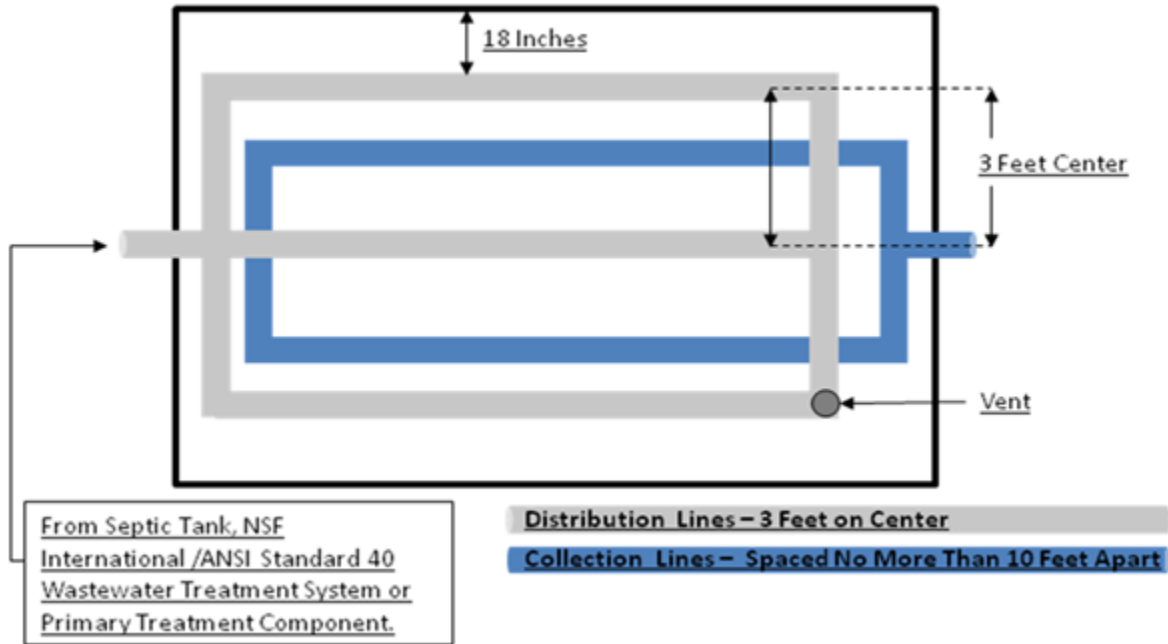 18 Inches
3 Feet Center
Vent
From Septic Tank, NSF
International /ANSI Standard 40
Wastewater Treatment System or
Primary Treatment Component.
Distribution Lines – 3 Feet on Center
Collection Lines – Spaced No More Than 10 Feet Apart